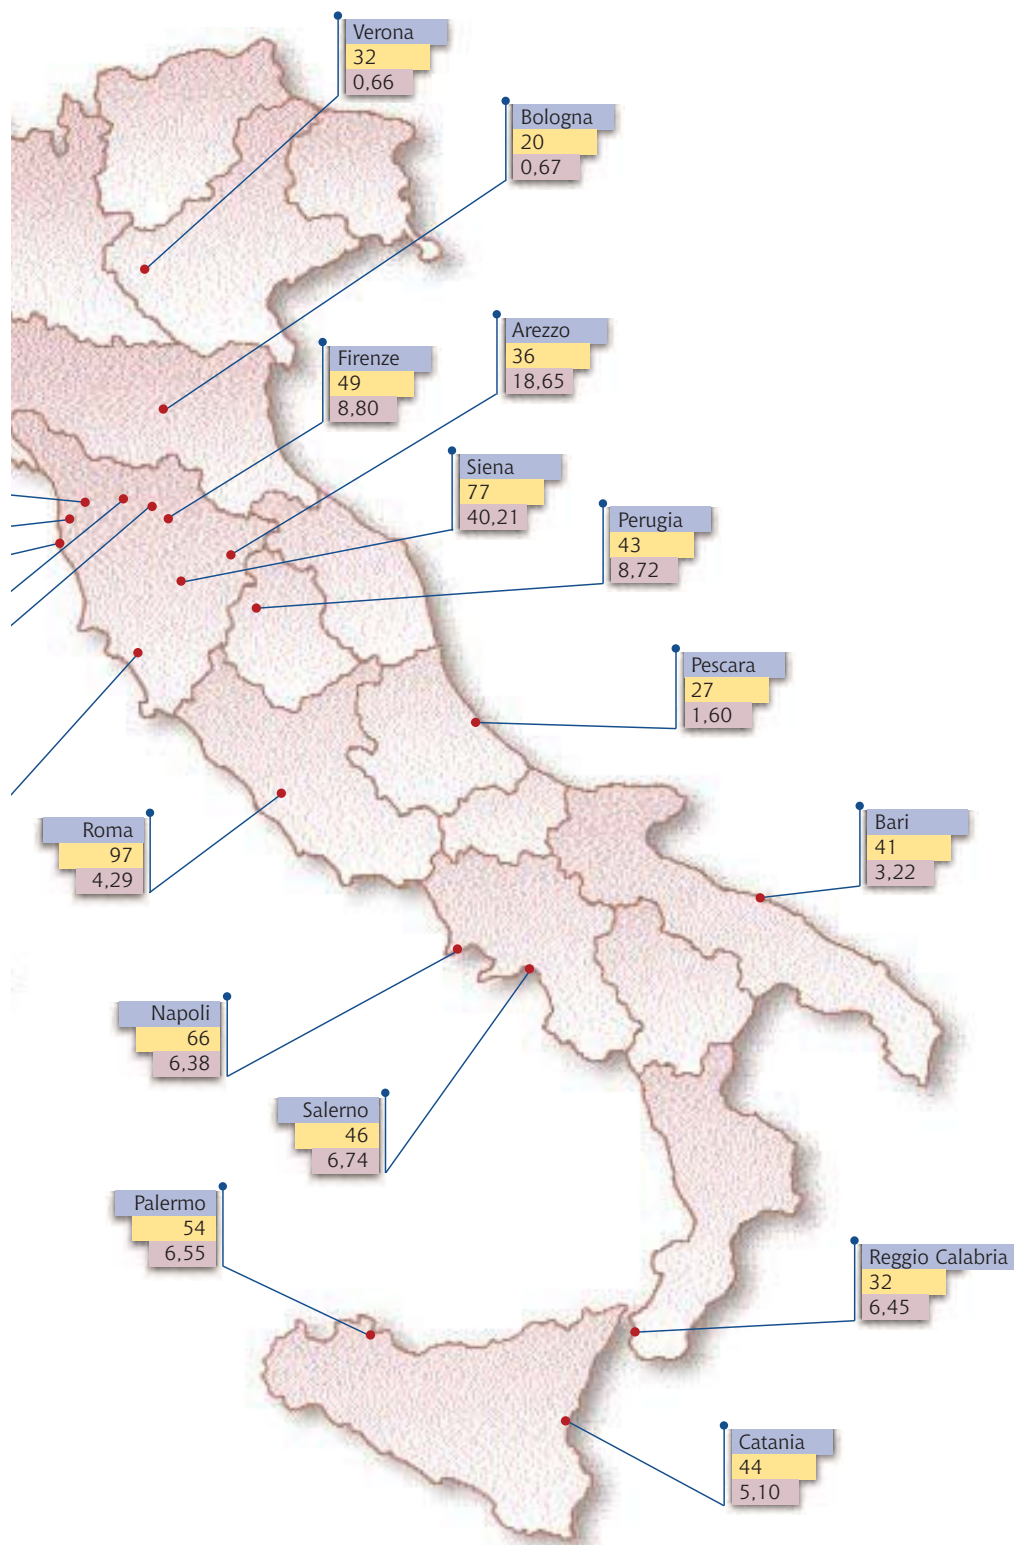 Verona
32
0,66
Bologna
20
0,67
Arezzo
36
18,65
Firenze
49
8,80
Siena
77
40,21
Perugia
43
8,72
Pescara
27
1,60
Roma
97
4,29
Bari
41
3,22
Napoli
66
6,38
Salerno
46
6,74
Palermo
54
6,55
Reggio Calabria
32
6,45
Catania
44
5,10